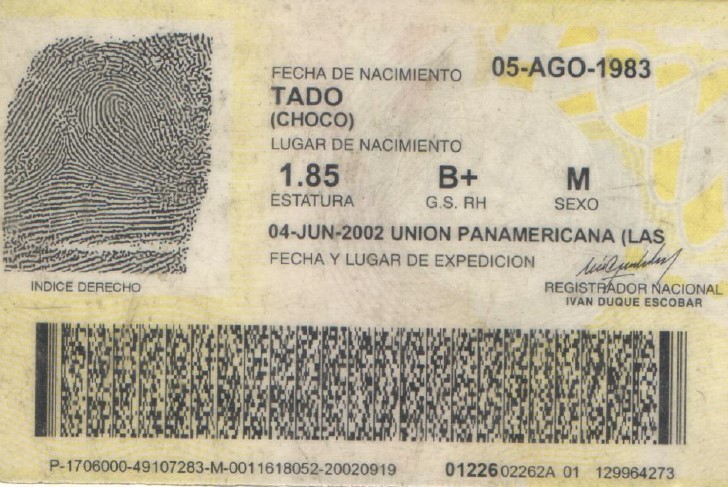 FECHA DE NACIMIENTO 05-AGO-1983
TADO
(CHOCO)
LUGAR DE NACIMIENTO
1.85 B+ M
ESTATURA G.S. RH SEXO
04-JUN-2002 UNION PANAMERICANA (LAS
FECHA Y LUGAR DE EXPEDICION
INDICE DERECHO
REGISTRADOR NACIONAL
IVAN DUQUE ESCOBAR
P-1706000-49107283-M-0011618052-20020919 01226 02262A 01 129964273